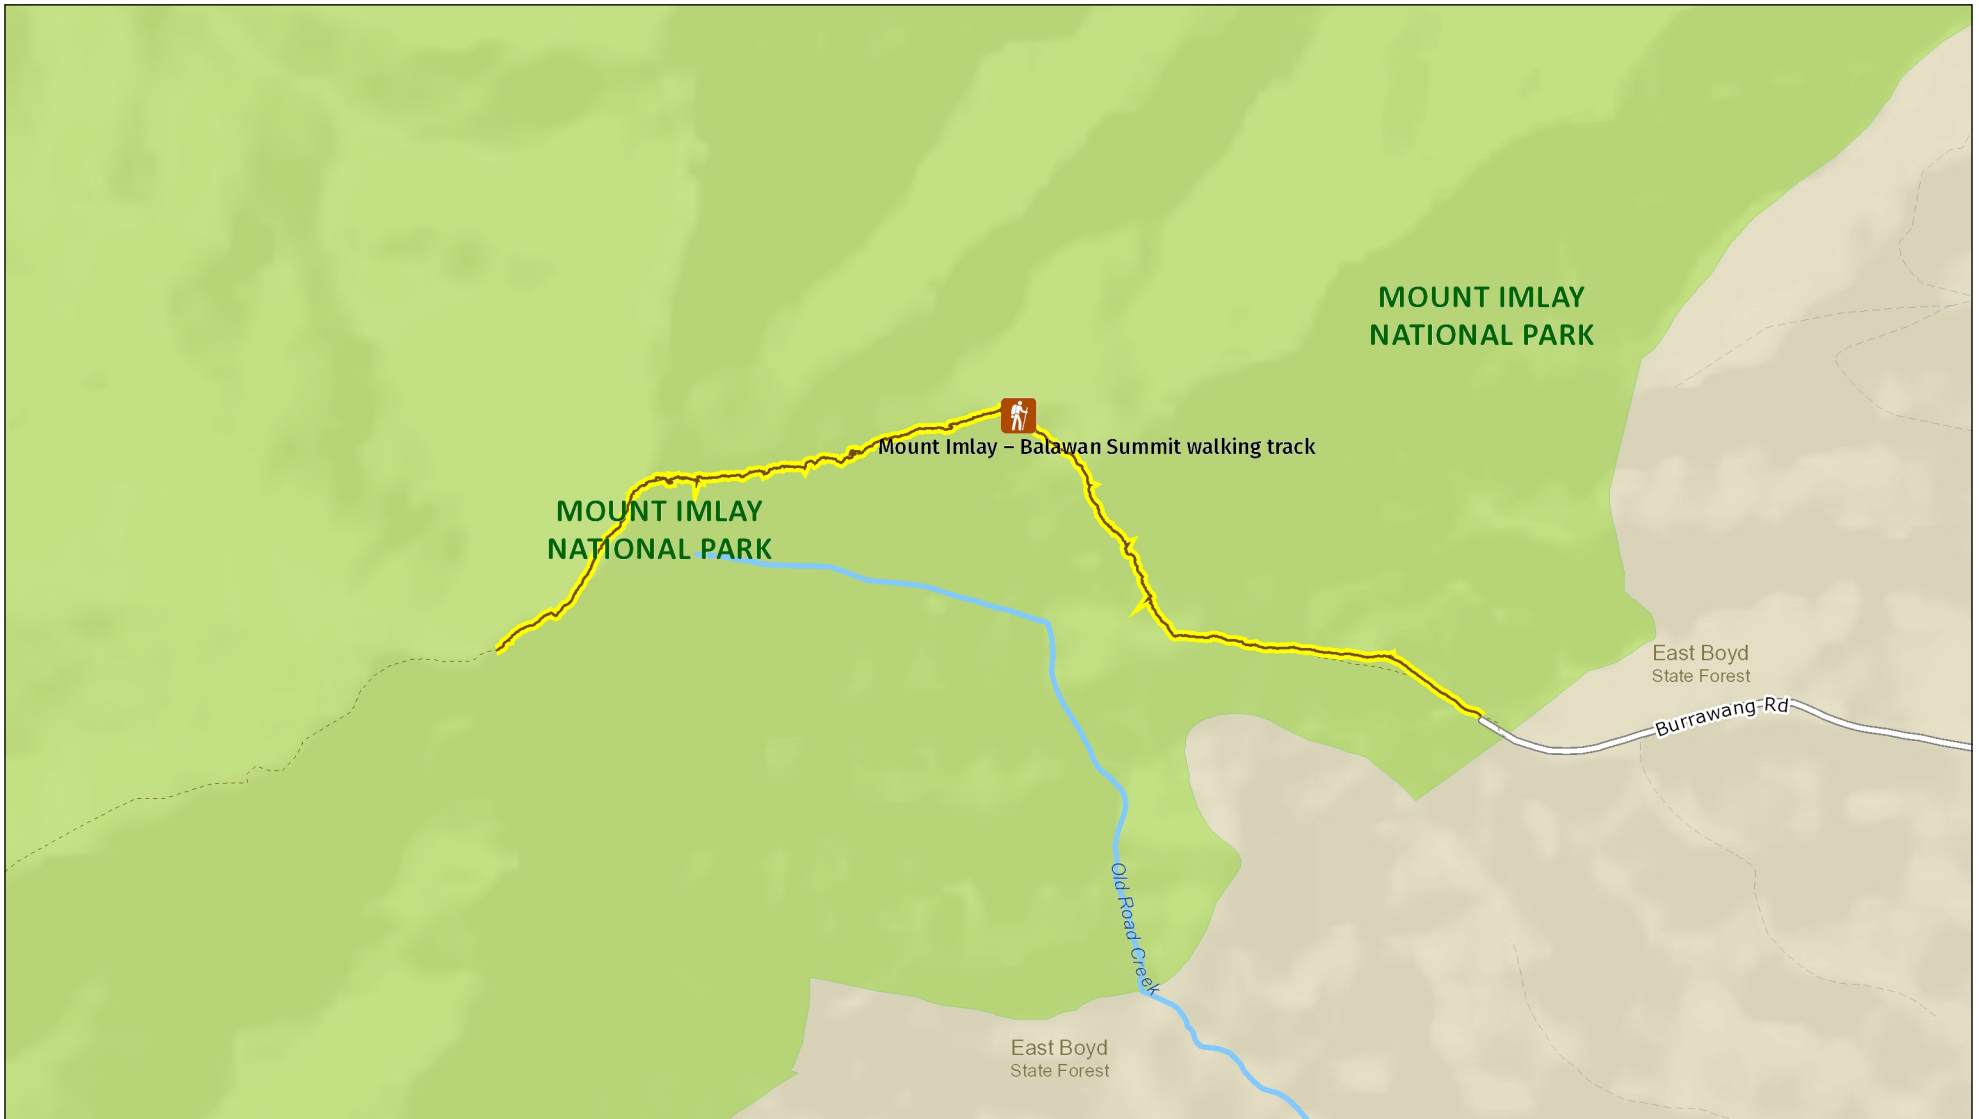 MOUNT IMLAY
NATIONAL PARK
Mount Imlay – Balawan Summit walking track
MOUNT IMLAY
NATIONAL PARK
East Boyd
State Forest
Burrawang Rd
Old Road Creek
East Boyd
State Forest